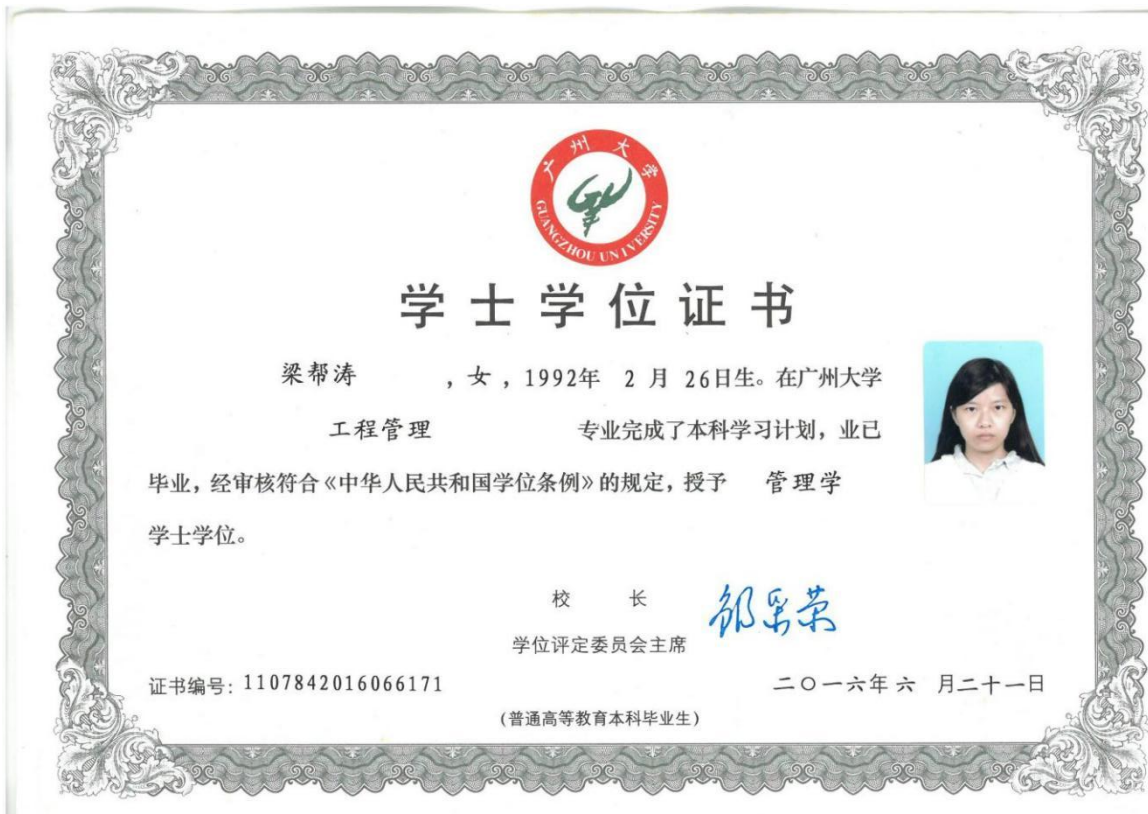 广州大学
GUANGZHOU UNIVERSITY
学士学位证书
梁帮涛 ，女，1992年 2 月 26日生。在广州大学
工程管理 专业完成了本科学习计划，业已
毕业，经审核符合《中华人民共和国学位条例》的规定，授予 管理学
学士学位。
校 长
邹采荣
学位评定委员会主席
证书编号：1107842016066171
二〇一六年六 月二十一日
(普通高等教育本科毕业生)